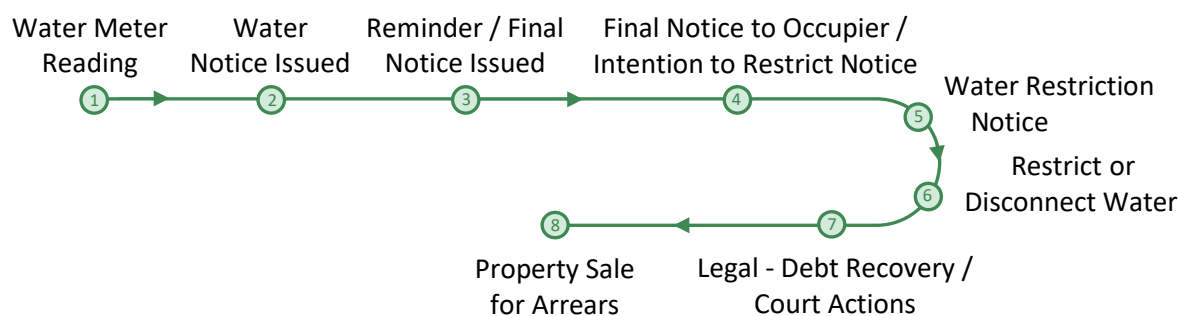 Water Meter
Reading
Water
Notice Issued
Reminder / Final
Notice Issued
Final Notice to Occupier /
Intention to Restrict Notice
1
2
3
4
5
Water Restriction
Notice
6
Restrict or
Disconnect Water
7
Legal - Debt Recovery /
Court Actions
8
Property Sale
for Arrears